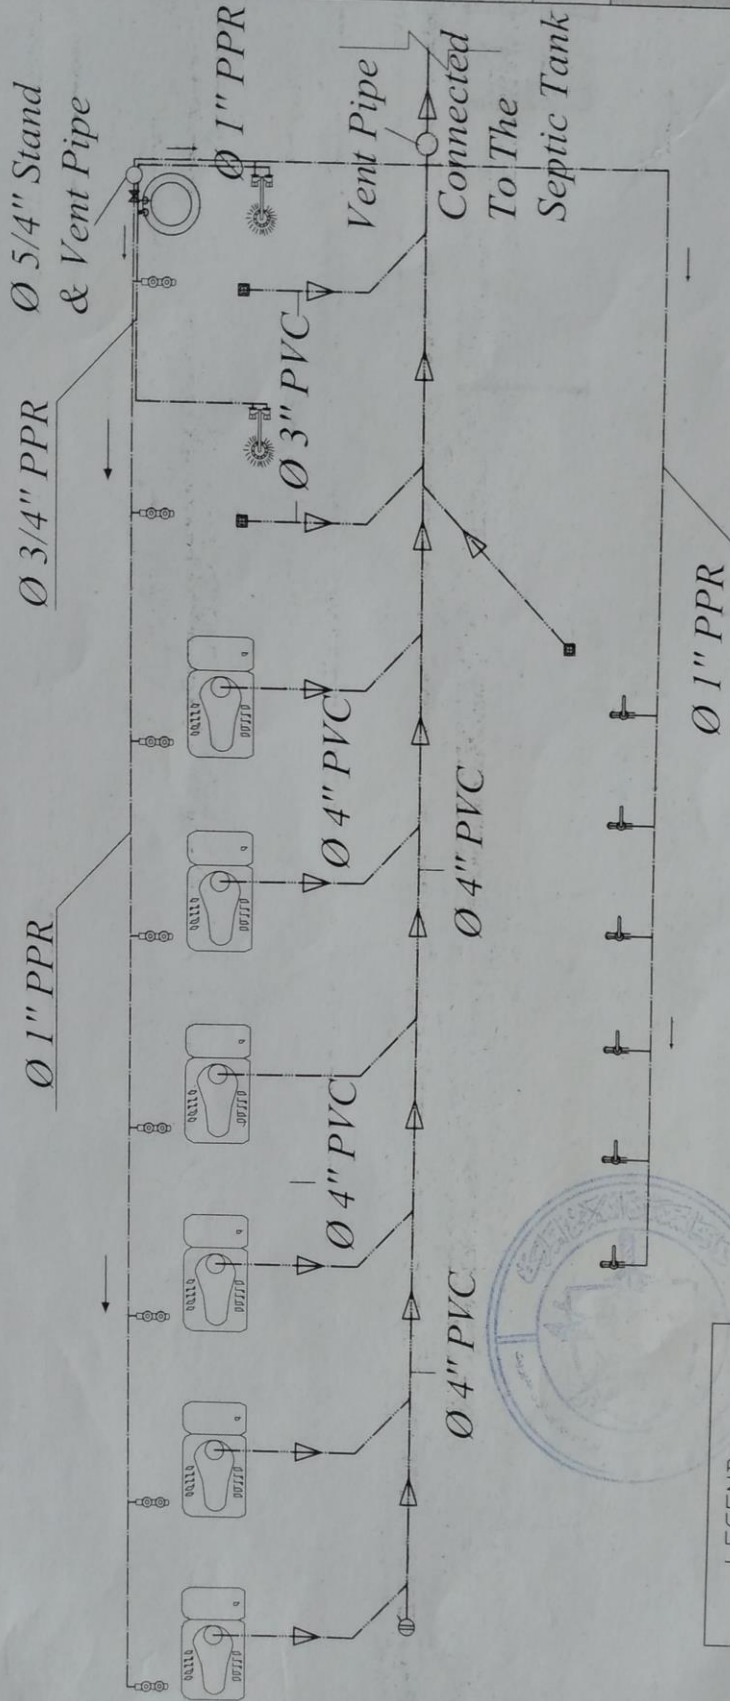 Ø 5/4" Stand
& Vent Pipe
Ø 1" PPR
Vent Pipe
Connected
To The
Septic Tank
Ø 3/4" PPR
Ø 3" PVC
Ø 1" PPR
Ø 4" PVC
Ø 4" PVC
Ø 1" PPR
Ø 4" PVC
Ø 4" PVC
LEGEND